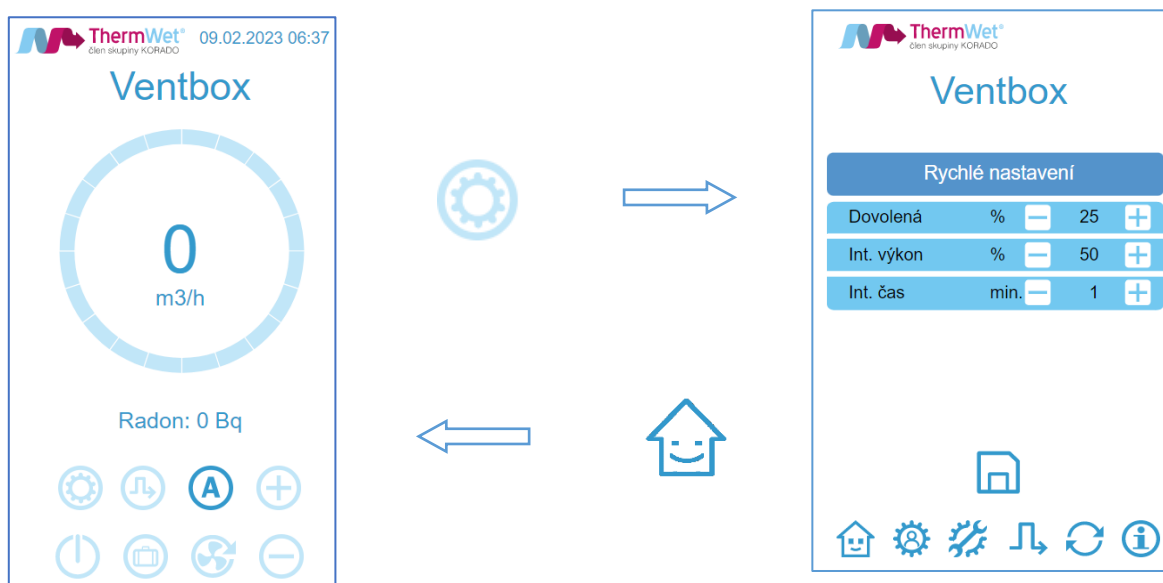 ThermWet® 09.02.2023 06:37
člen skupiny KORADO
Ventbox
0
m3/h
Radon: 0 Bq
A
ThermWet®
člen skupiny KORADO
Ventbox
Rychlé nastavení
Dovolená % 25
Int. výkon % 50
Int. čas min. 1